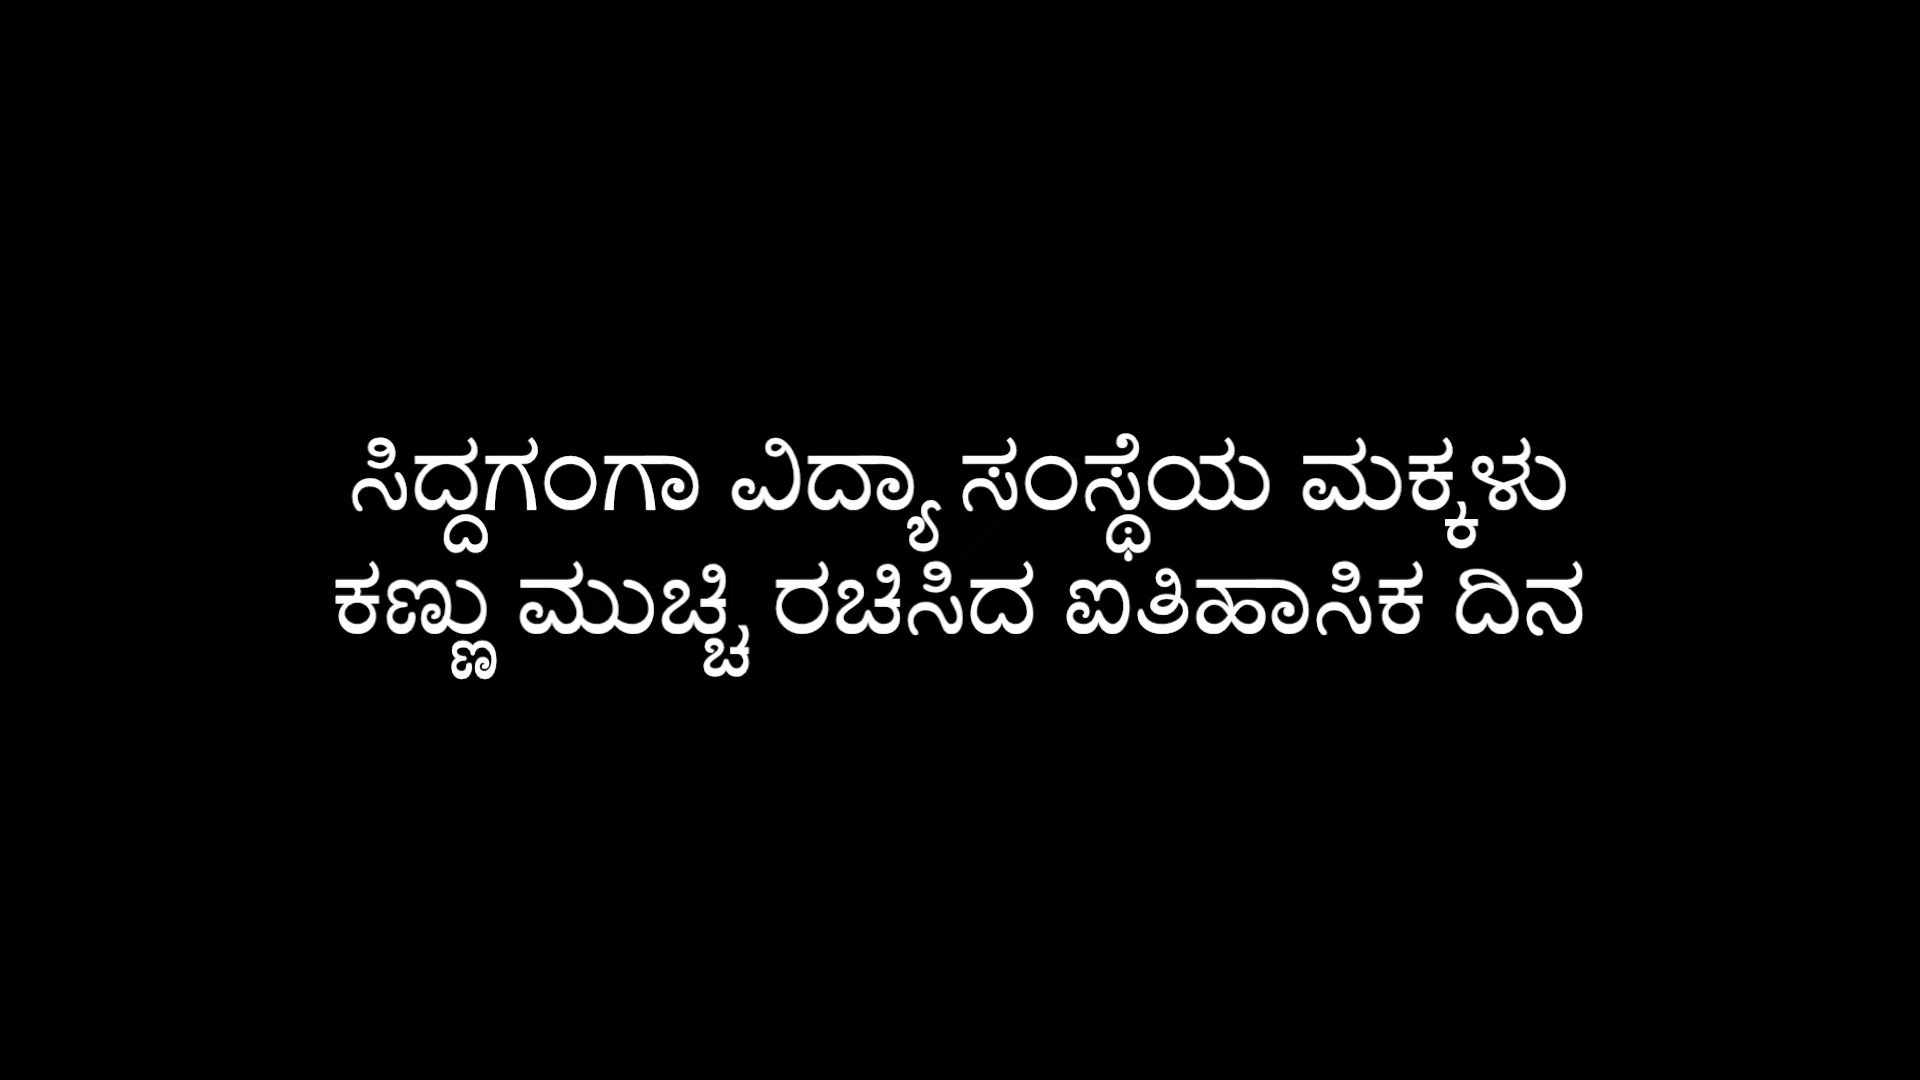 ಸಿದ್ದಗಂಗಾ ವಿದ್ಯಾ ಸಂಸ್ಥೆಯ ಮಕ್ಕಳು
ಕಣ್ಣು ಮುಚ್ಚಿ ರಚಿಸಿದ ಐತಿಹಾಸಿಕ ದಿನ